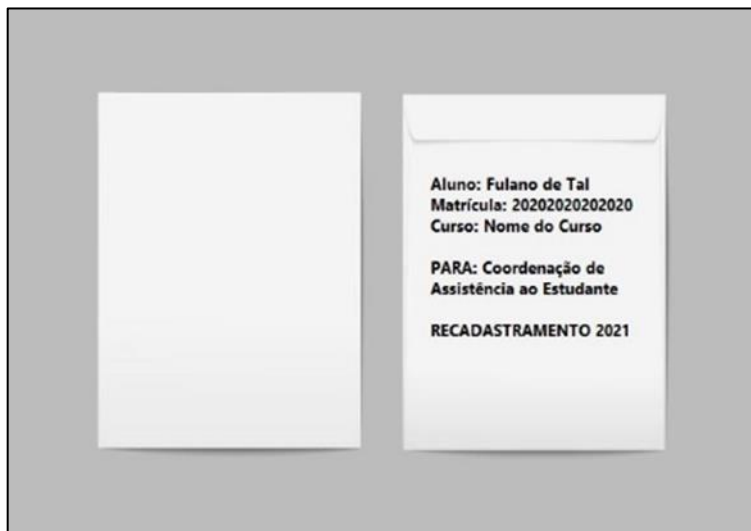 Aluno: Fulano de Tal
Matrícula: 20202020202020
Curso: Nome do Curso
PARA: Coordenação de
Assistência ao Estudante
RECADASTRAMENTO 2021